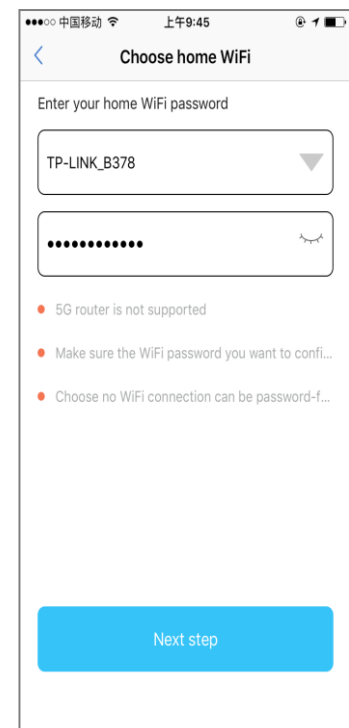 中国移动 上午9:45
Choose home WiFi
Enter your home WiFi password
TP-LINK_B378
••••••••••••
5G router is not supported
Make sure the WiFi password you want to confi...
Choose no WiFi connection can be password-f...
Next step